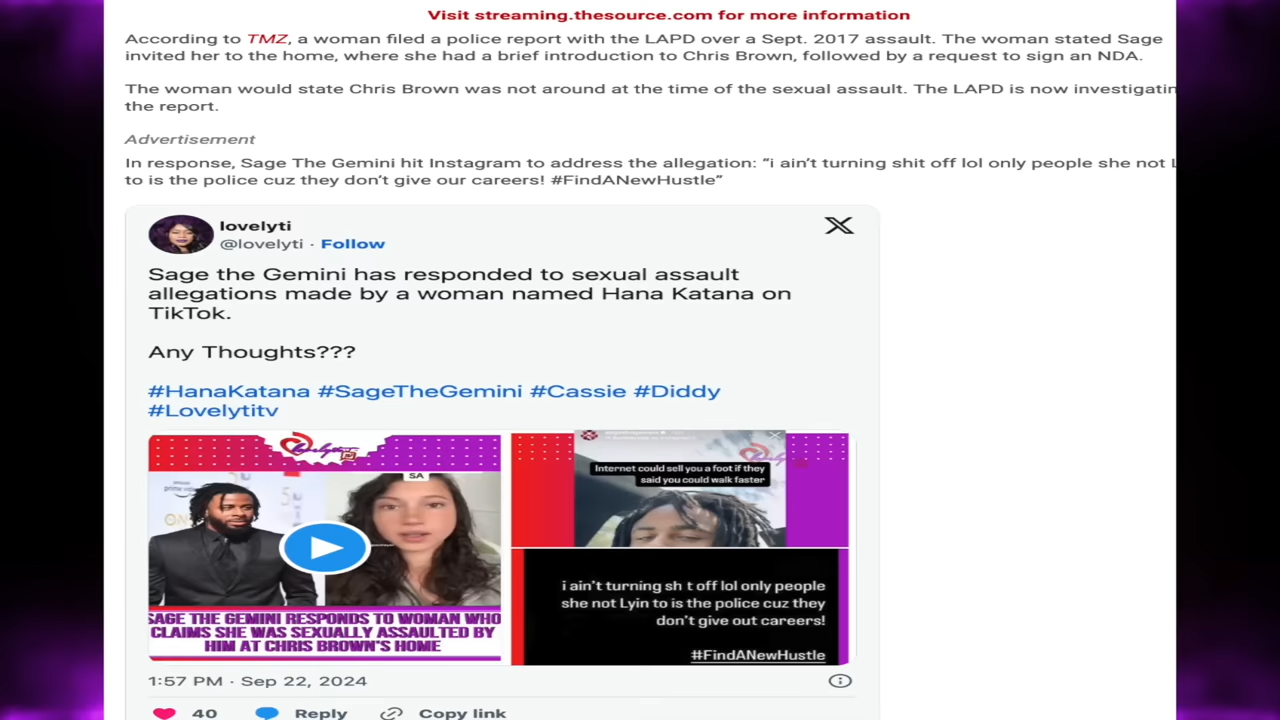 Visit streaming.thesource.com for more information
According to TMZ, a woman filed a police report with the LAPD over a Sept. 2017 assault. The woman stated Sage
invited her to the home, where she had a brief introduction to Chris Brown, followed by a request to sign an NDA.
The woman would state Chris Brown was not around at the time of the sexual assault. The LAPD is now investigatin
the report.
Advertisement
In response, Sage The Gemini hit Instagram to address the allegation: “i ain’t turning shit off lol only people she not L
to is the police cuz they don’t give our careers! #FindANewHustle”
lovelyti
@lovelyti · Follow
Sage the Gemini has responded to sexual assault
allegations made by a woman named Hana Katana on
TikTok.
Any Thoughts???
#HanaKatana #SageTheGemini #Cassie #Diddy
#Lovelytitv
SA
SAGE THE GEMINI RESPONDS TO WOMAN WHO
CLAIMS SHE WAS SEXUALLY ASSAULTED BY
HIM AT CHRIS BROWN'S HOME
Internet could sell you a foot if they
said you could walk faster
i ain't turning sh t off lol only people
she not Lyin to is the police cuz they
don't give out careers!
#FindANewHustle
1:57 PM · Sep 22, 2024
40 Reply Copy link